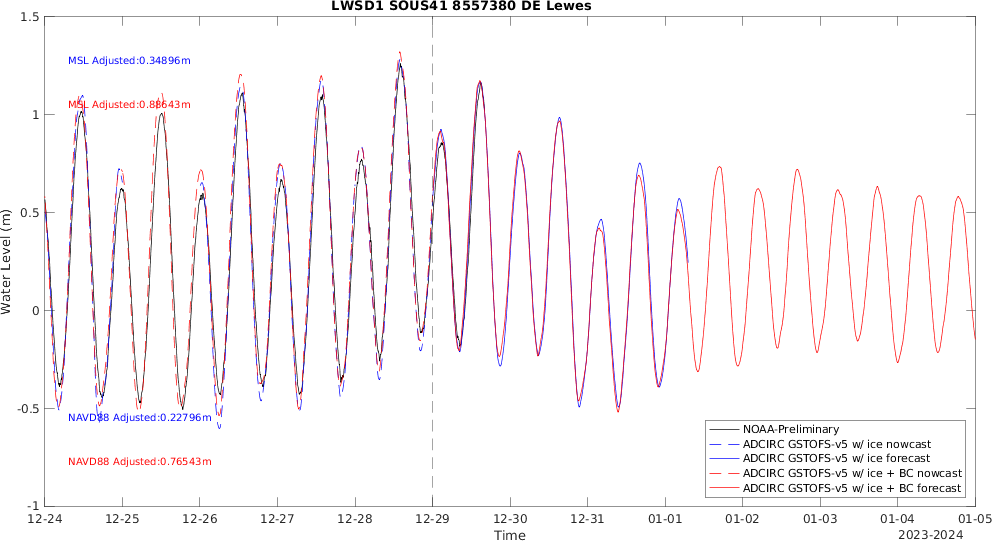 LWSD1 SOUS41 8557380 DE Lewes
1.5
1
0.5
0
-0.5
-1
Water Level (m)
MSL Adjusted:0.34896m
MSL Adjusted:0.88643m
NAVD88 Adjusted:0.22796m
NAVD88 Adjusted:0.76543m
NOAA-Preliminary
ADCIRC GSTOFS-v5 w/ ice nowcast
ADCIRC GSTOFS-v5 w/ ice forecast
ADCIRC GSTOFS-v5 w/ ice + BC nowcast
ADCIRC GSTOFS-v5 w/ ice + BC forecast
12-24 12-25 12-26 12-27 12-28 12-29 12-30 12-31 01-01 01-02 01-03 01-04 01-05
Time
2023-2024